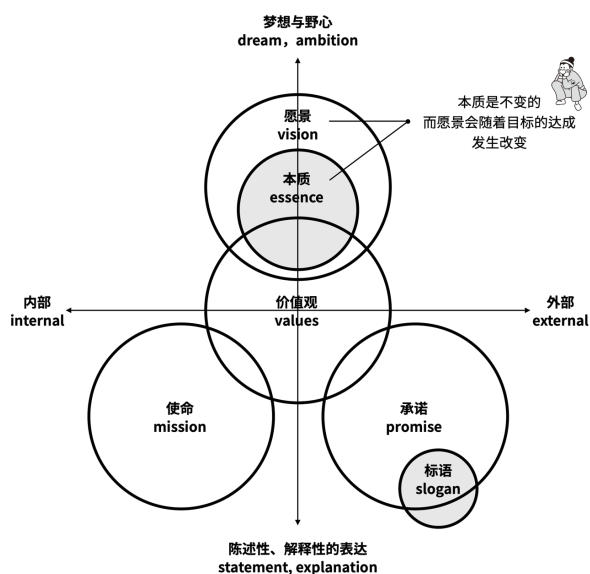 梦想与野心
dream，ambition
愿景
vision
本质是不变的
而愿景会随着目标的达成
发生改变
本质
essence
内部
internal
价值观
values
外部
external
使命
mission
承诺
promise
标语
slogan
陈述性、解释性的表达
statement, explanation